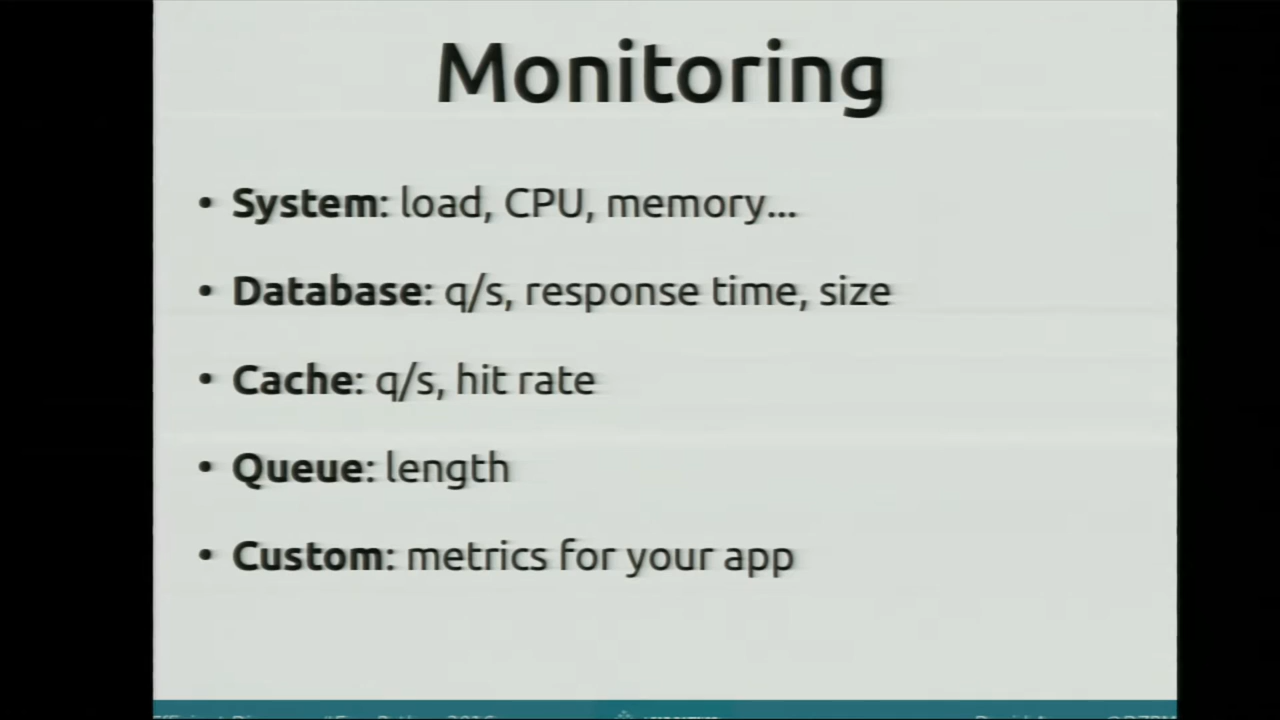 Monitoring
• System: load, CPU, memory...
• Database: q/s, response time, size
• Cache: q/s, hit rate
• Queue: length
• Custom: metrics for your app